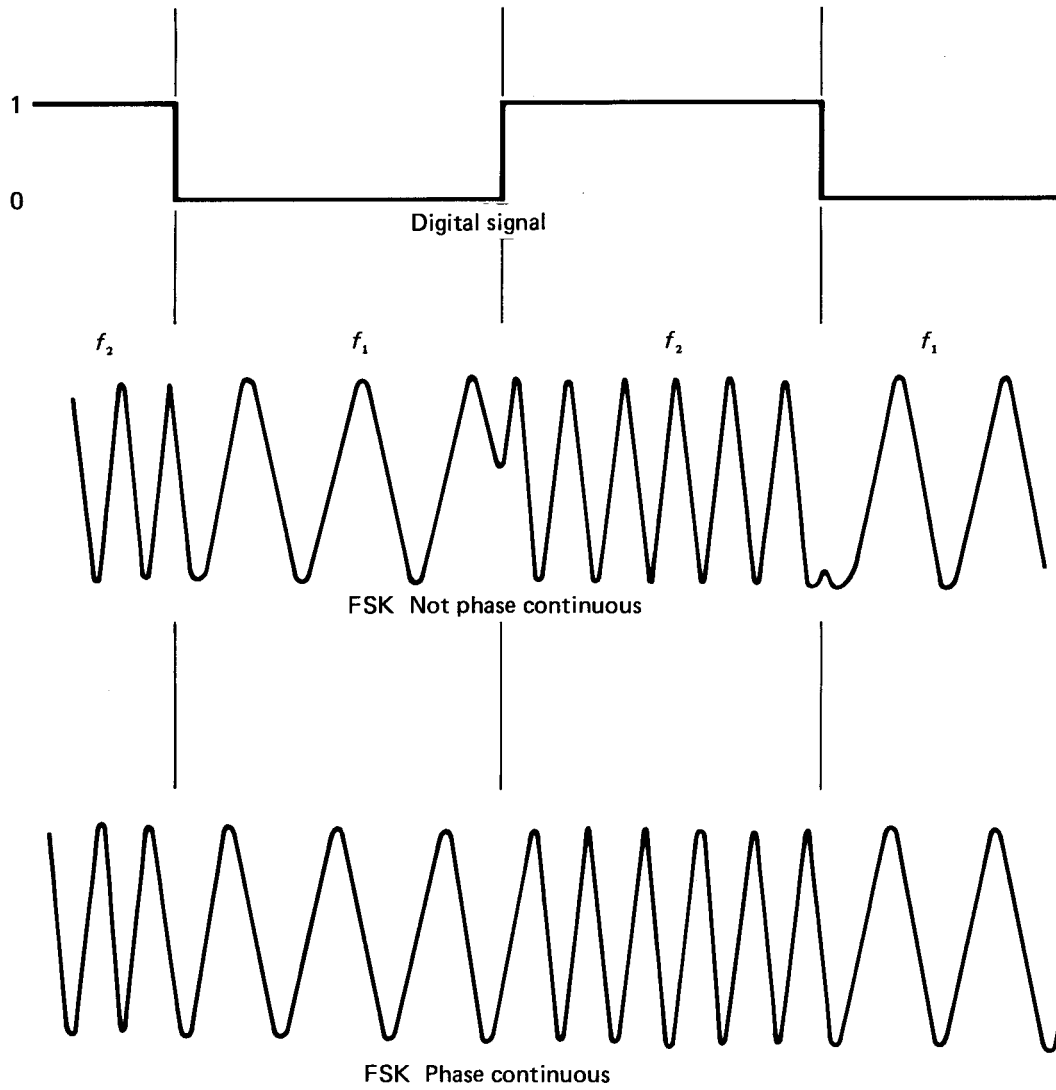 1
0
Digital signal
f₂ f₁ f₂ f₁
FSK Not phase continuous
FSK Phase continuous